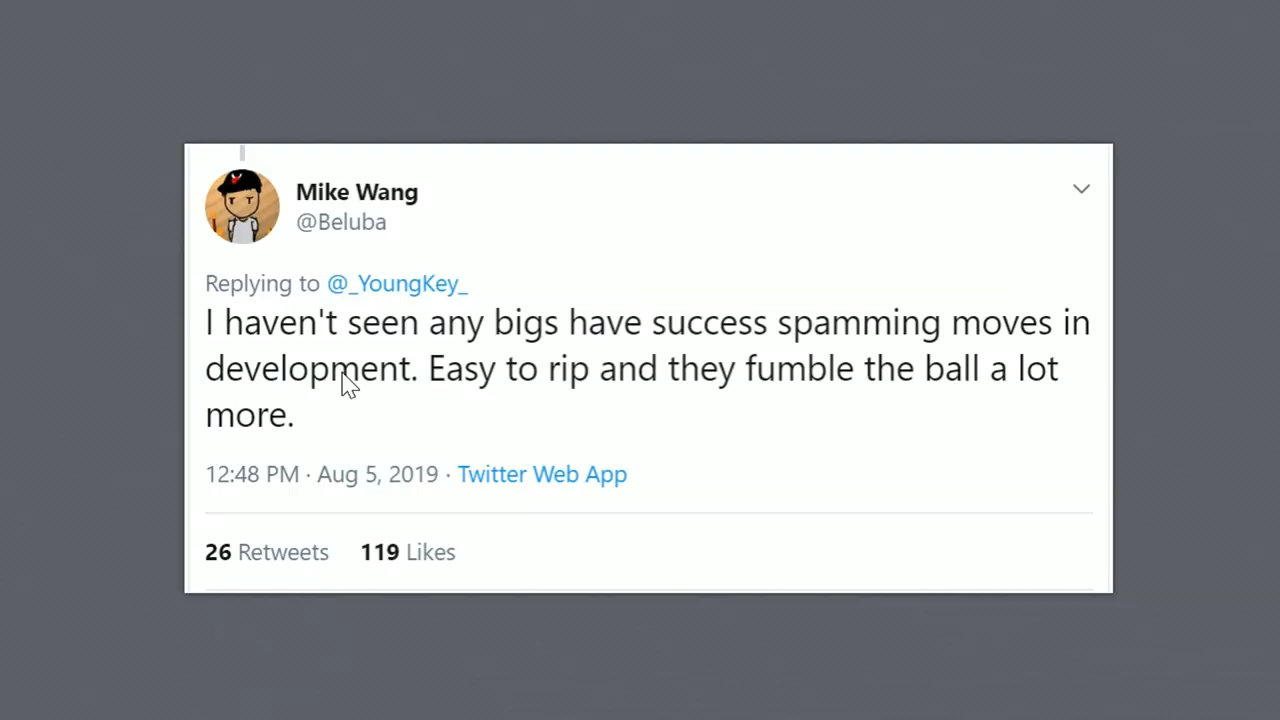 Mike Wang
@Beluba
Replying to @_YoungKey_
I haven't seen any bigs have success spamming moves in
development. Easy to rip and they fumble the ball a lot
more.
12:48 PM · Aug 5, 2019 · Twitter Web App
26 Retweets 119 Likes